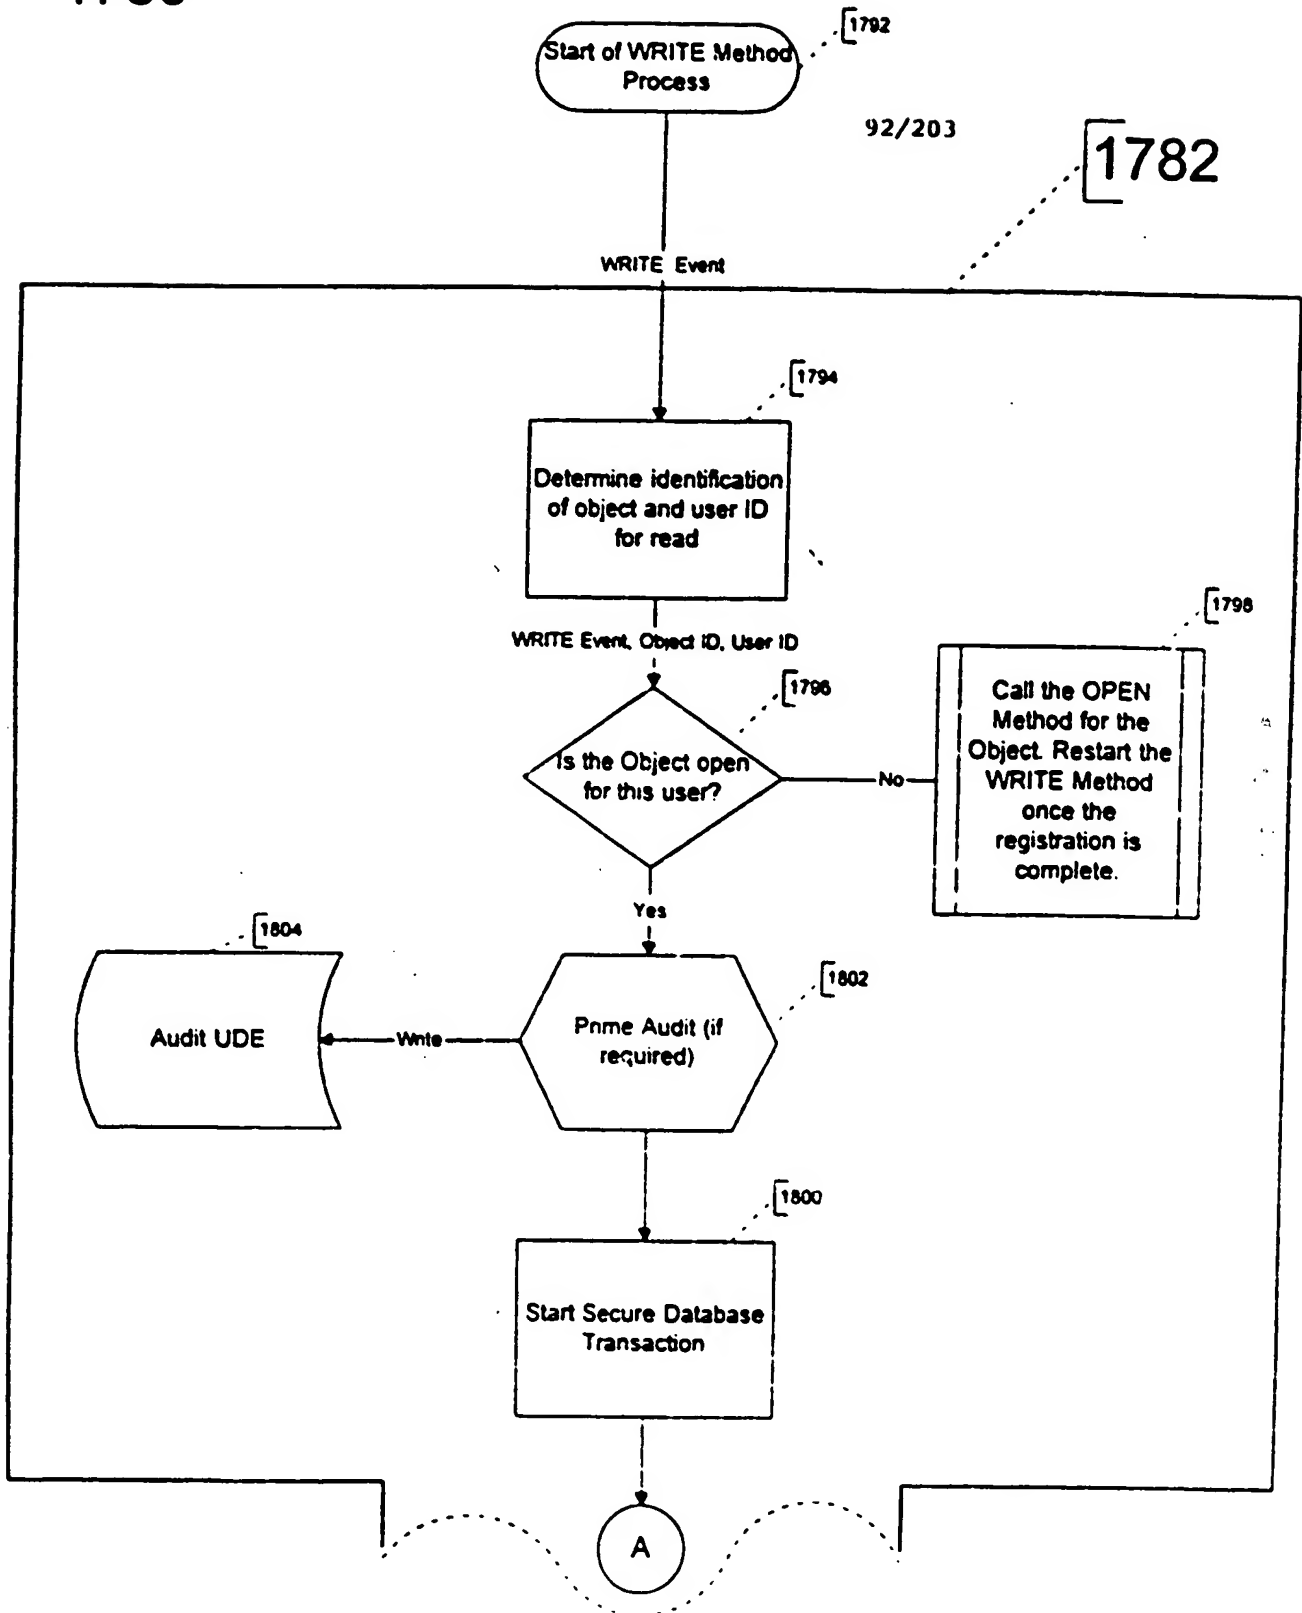 1792
Start of WRITE Method
Process
92/203
1782
WRITE Event
1794
Determine identification
of object and user ID
for read
WRITE Event, Object ID, User ID
1798
1796
Call the OPEN
Method for the
Object. Restart the
WRITE Method
once the
registration is
complete.
Is the Object open
for this user?
No
Yes
1804
1802
Audit UDE
Write
Prime Audit (if
required)
1800
Start Secure Database
Transaction
A